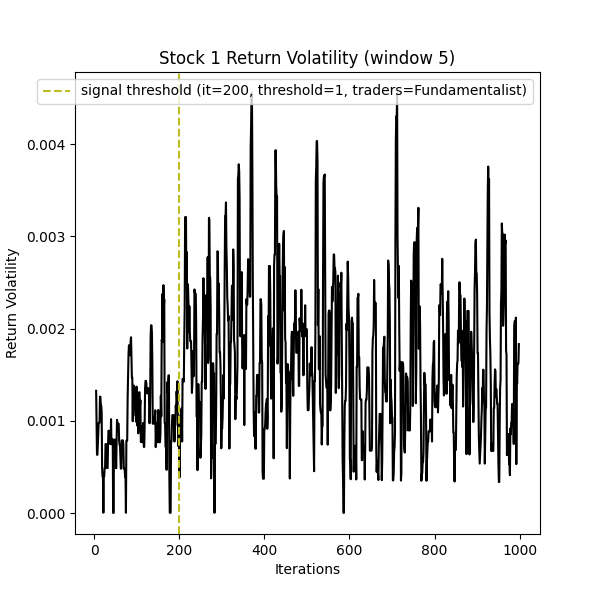 Stock 1 Return Volatility (window 5)
signal threshold (it=200, threshold=1, traders=Fundamentalist)
Return Volatility
0.004
0.003
0.002
0.001
0.000
0 200 400 600 800 1000
Iterations